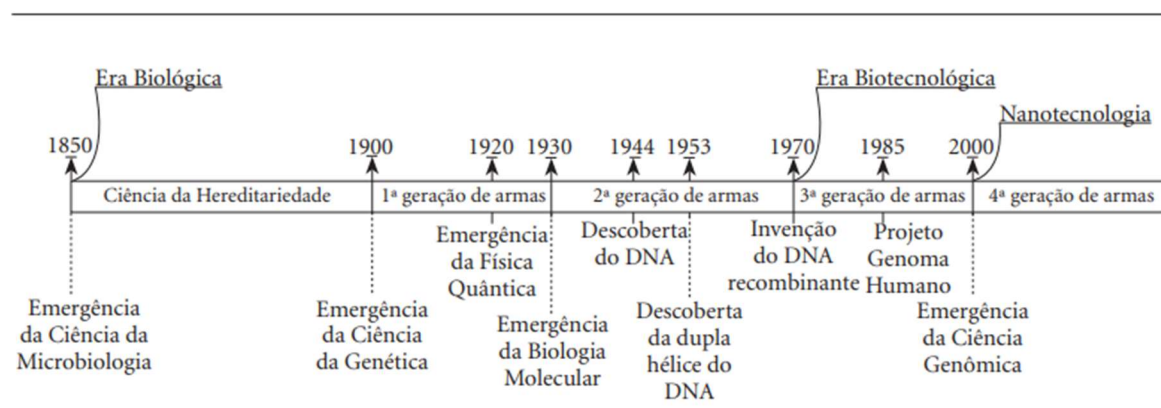 Era Biológica
Era Biotecnológica
Nanotecnologia
1850
1900
1920
1930
1944
1953
1970
1985
2000
Ciência da Hereditariedade
1ª geração de armas
2ª geração de armas
3ª geração de armas
4ª geração de armas
Emergência
da Física
Quântica
Descoberta
do DNA
Invenção
do DNA
recombinante
Projeto
Genoma
Humano
Emergência
da Ciência da
Microbiologia
Emergência
da Ciência
da Genética
Emergência
da Biologia
Molecular
Descoberta
da dupla
hélice do
DNA
Emergência
da Ciência
Genômica